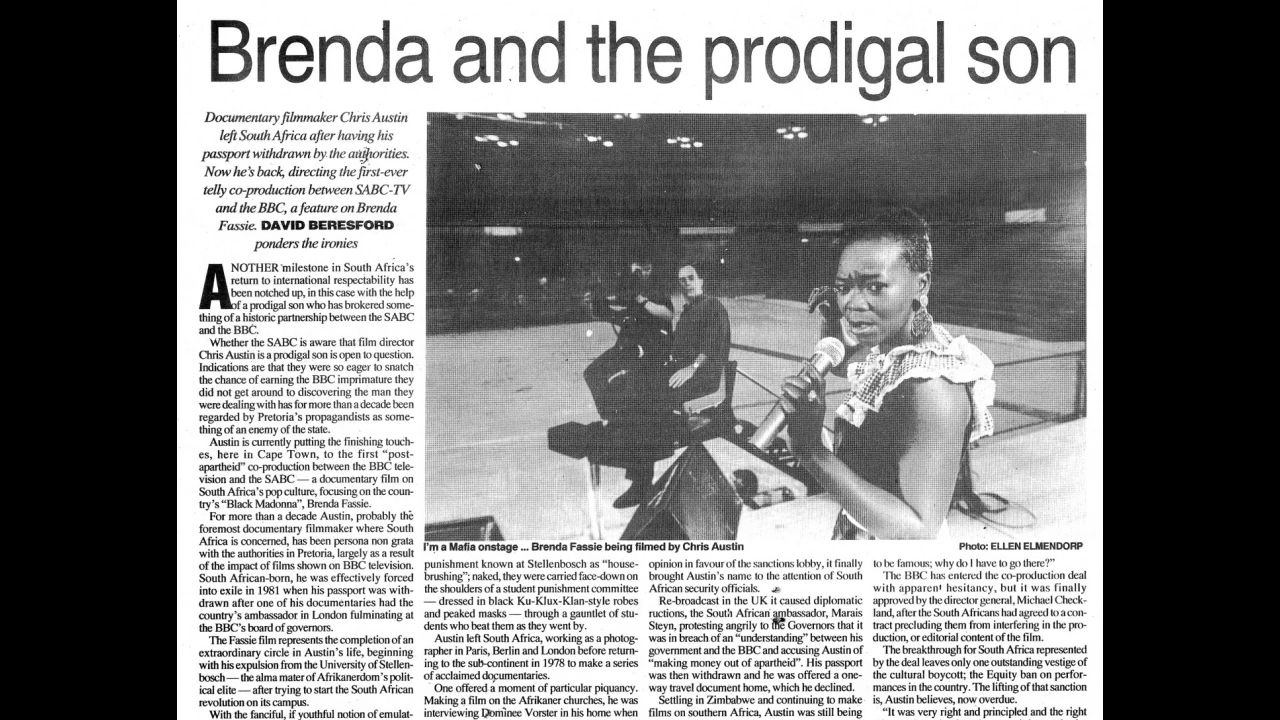 Brenda and the prodigal son
Documentary filmmaker Chris Austin
left South Africa after having his
passport withdrawn by the authorities.
Now he's back, directing the first-ever
telly co-production between SABC-TV
and the BBC, a feature on Brenda
Fassie. DAVID BERESFORD
ponders the ironies
ANOTHER milestone in South Africa's
return to international respectability has
been notched up, in this case with the help
of a prodigal son who has brokered some-
thing of a historic partnership between the SABC
and the BBC.
Whether the SABC is aware that film director
Chris Austin is a prodigal son is open to question.
Indications are that they were so eager to snatch
the chance of earning the BBC imprimature they
did not get around to discovering the man they
were dealing with has for more than a decade been
regarded by Pretoria's propagandists as some-
thing of an enemy of the state.
Austin is currently putting the finishing touch-
es, here in Cape Town, to the first "post-
apartheid" co-production between the BBC tele-
vision and the SABC — a documentary film on
South Africa's pop culture, focusing on the coun-
try's "Black Madonna", Brenda Fassie.
For more than a decade Austin, probably the
foremost documentary filmmaker where South
Africa is concerned, has been persona non grata
with the authorities in Pretoria, largely as a result
of the impact of films shown on BBC television.
South African-born, he was effectively forced
into exile in 1981 when his passport was with-
drawn after one of his documentaries had the
country's ambassador in London fulminating at
the BBC's board of governors.
The Fassie film represents the completion of an
extraordinary circle in Austin's life, beginning
with his expulsion from the University of Stellen-
bosch — the alma mater of Afrikanerdom's polit-
ical elite — after trying to start the South African
revolution on its campus.
With the fanciful, if youthful notion of emulat-
I'm a Mafia onstage ... Brenda Fassie being filmed by Chris Austin
Photo: ELLEN ELMENDORP
punishment known at Stellenbosch as "house-
brushing"; naked, they were carried face-down on
the shoulders of a student punishment committee
— dressed in black Ku-Klux-Klan-style robes
and peaked masks — through a gauntlet of stu-
dents who beat them as they went by.
Austin left South Africa, working as a photog-
rapher in Paris, Berlin and London before return-
ing to the sub-continent in 1978 to make a series
of acclaimed documentaries.
One offered a moment of particular piquancy.
Making a film on the Afrikaner churches, he was
interviewing Dominee Vorster in his home when
opinion in favour of the sanctions lobby, it finally
brought Austin's name to the attention of South
African security officials.
Re-broadcast in the UK it caused diplomatic
ructions, the South African ambassador, Marais
Steyn, protesting angrily to the Governors that it
was in breach of an "understanding" between his
government and the BBC and accusing Austin of
"making money out of apartheid". His passport
was then withdrawn and he was offered a one-
way travel document home, which he declined.
Settling in Zimbabwe and continuing to make
films on southern Africa, Austin was still being
to be famous; why do I have to go there?"
The BBC has entered the co-production deal
with apparent hesitancy, but it was finally
approved by the director general, Michael Check-
land, after the South Africans had agreed to a con-
tract precluding them from interfering in the pro-
duction, or editorial content of the film.
The breakthrough for South Africa represented
by the deal leaves only one outstanding vestige of
the cultural boycott; the Equity ban on perfor-
mances in the country. The lifting of that sanction
is, Austin believes, now overdue.
"It was very right and principled and the right